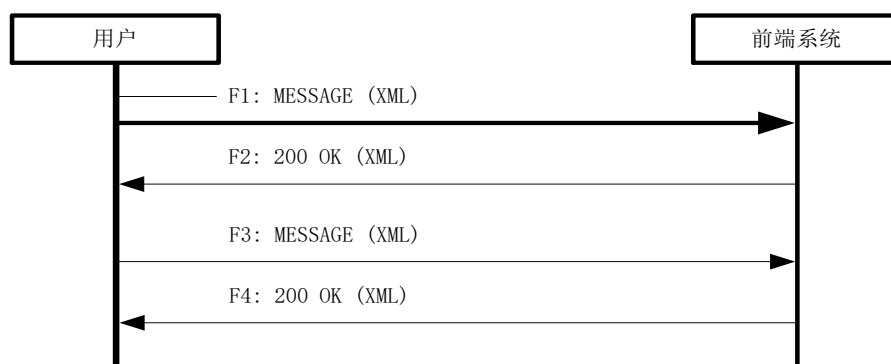 用户
前端系统
F1: MESSAGE (XML)
F2: 200 OK (XML)
F3: MESSAGE (XML)
F4: 200 OK (XML)